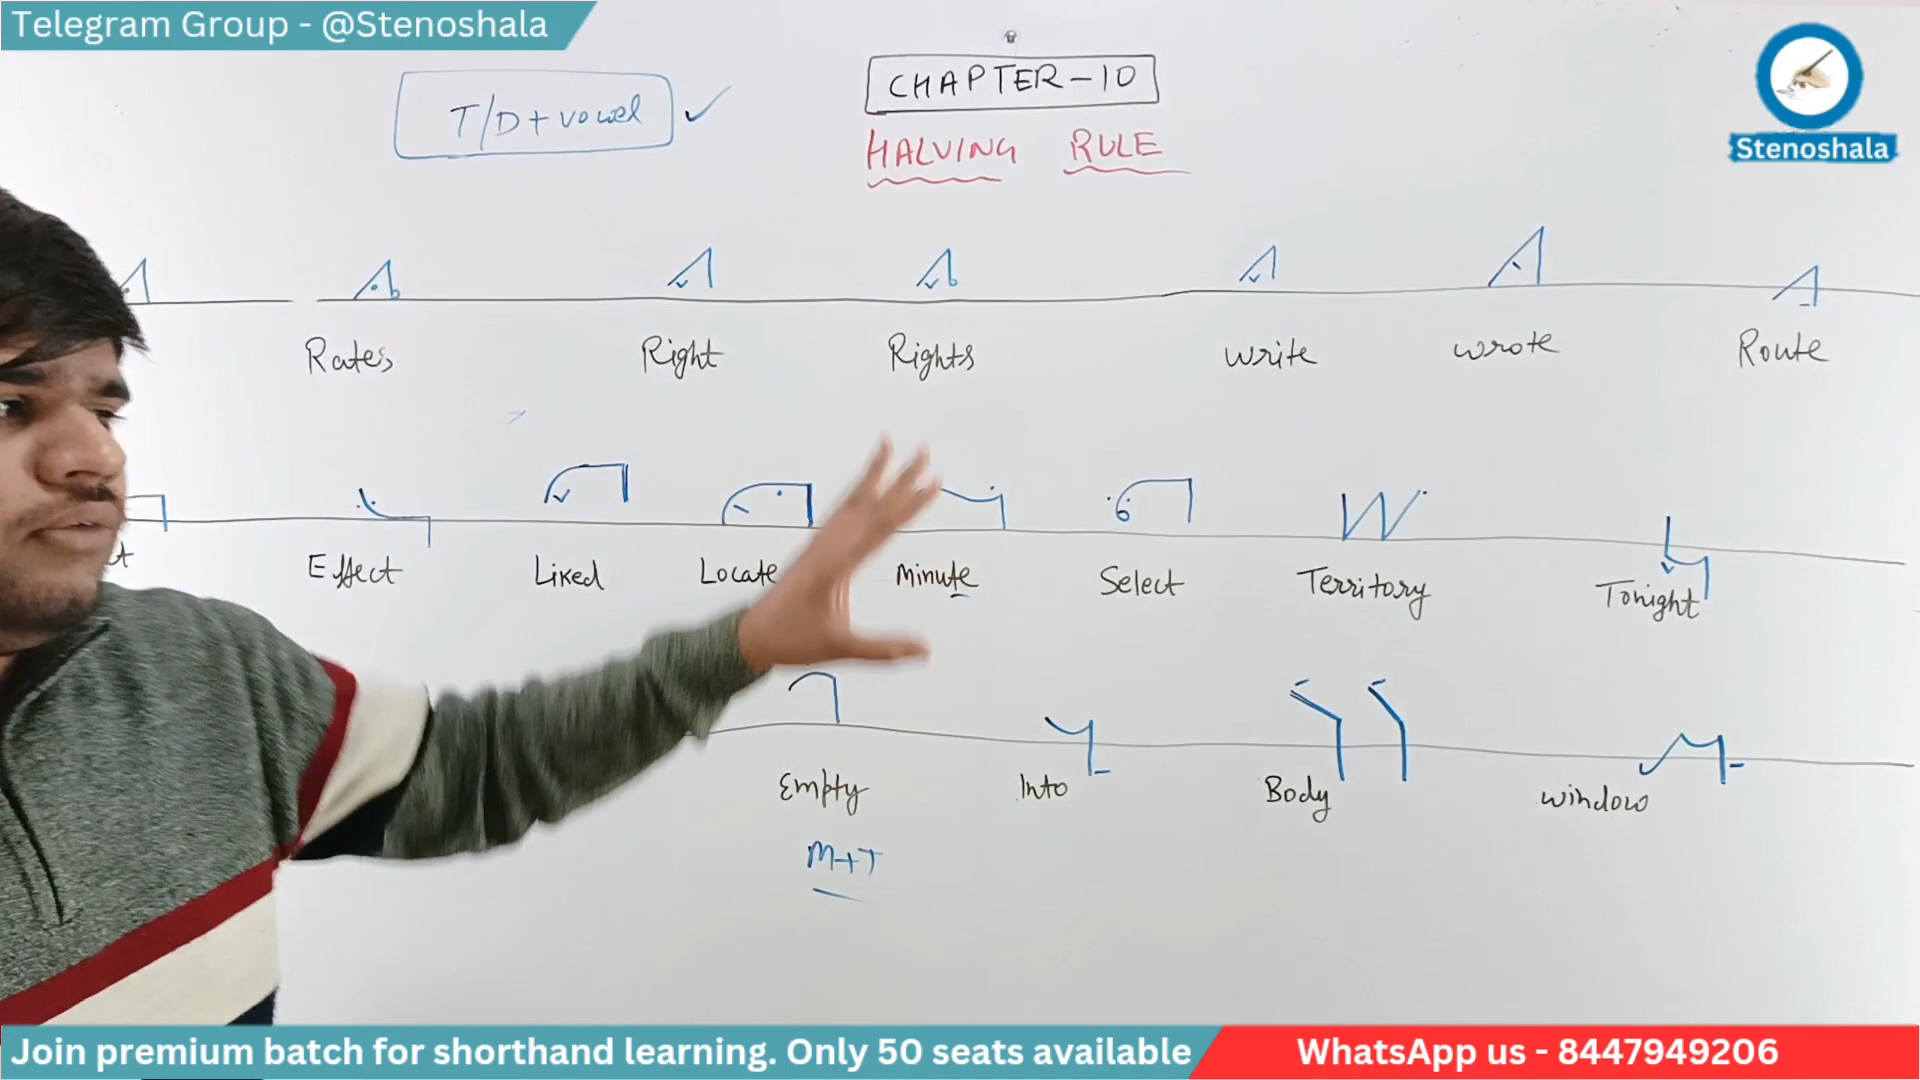 Telegram Group - @Stenoshala
T/D+vowel
CHAPTER-10
HALVING RULE
Stenoshala
Rates Right Rights write wrote Route
Effect Liked Locate Minute Select Territory Tonight
Empty Into Body window
M+T
Join premium batch for shorthand learning. Only 50 seats available
WhatsApp us - 8447949206